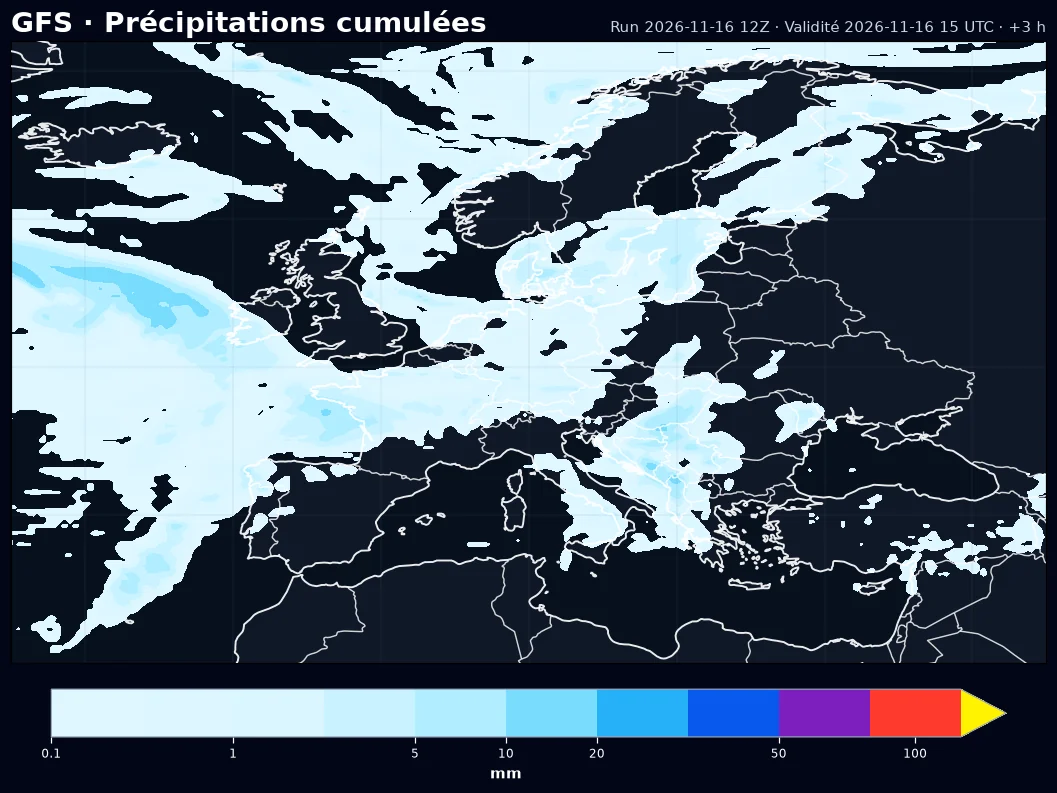 GFS · Précipitations cumulées
Run 2026-11-16 12Z · Validité 2026-11-16 15 UTC · +3 h
0.1 1 5 10 20 50 100
mm